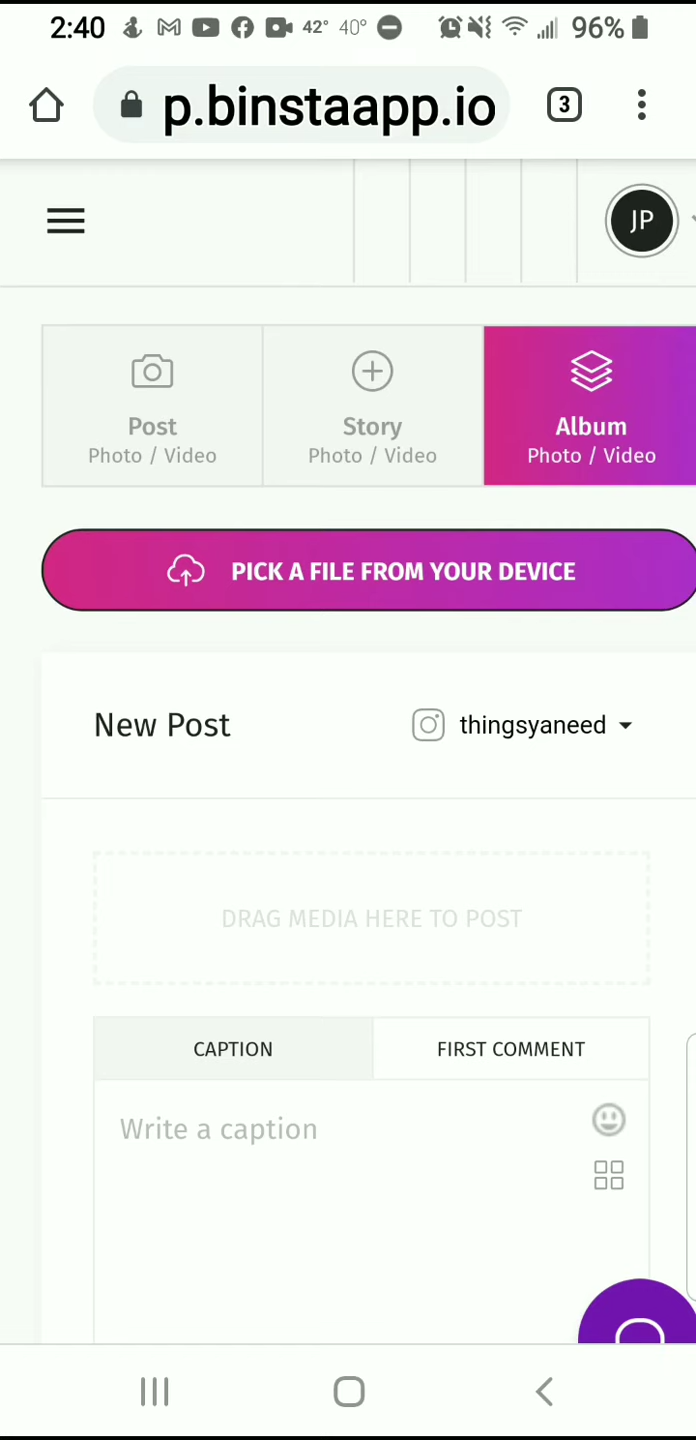 2:40 42° 40° 96%
p.binstaapp.io 3
JP
Post Story Album
Photo / Video Photo / Video Photo / Video
PICK A FILE FROM YOUR DEVICE
New Post thingsyaneed
DRAG MEDIA HERE TO POST
CAPTION FIRST COMMENT
Write a caption